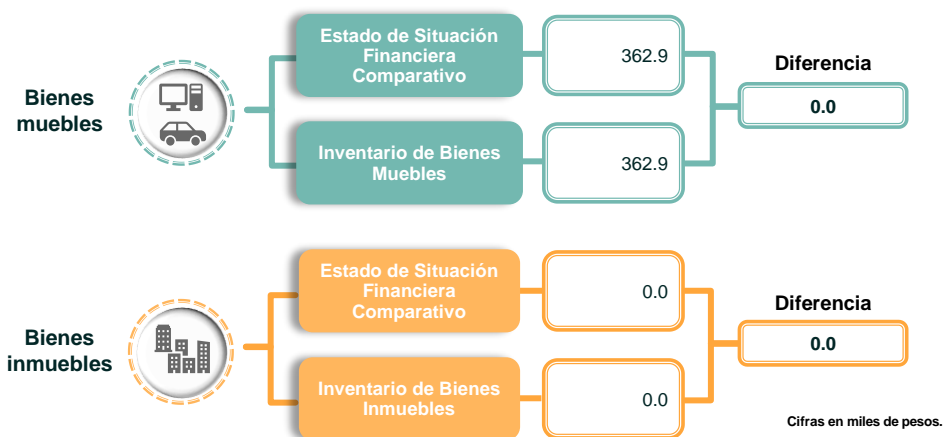 Bienes
muebles
Estado de Situación
Financiera
Comparativo
362.9
Inventario de Bienes
Muebles
362.9
Diferencia
0.0
Bienes
inmuebles
Estado de Situación
Financiera
Comparativo
0.0
Inventario de Bienes
Inmuebles
0.0
Diferencia
0.0
Cifras en miles de pesos.